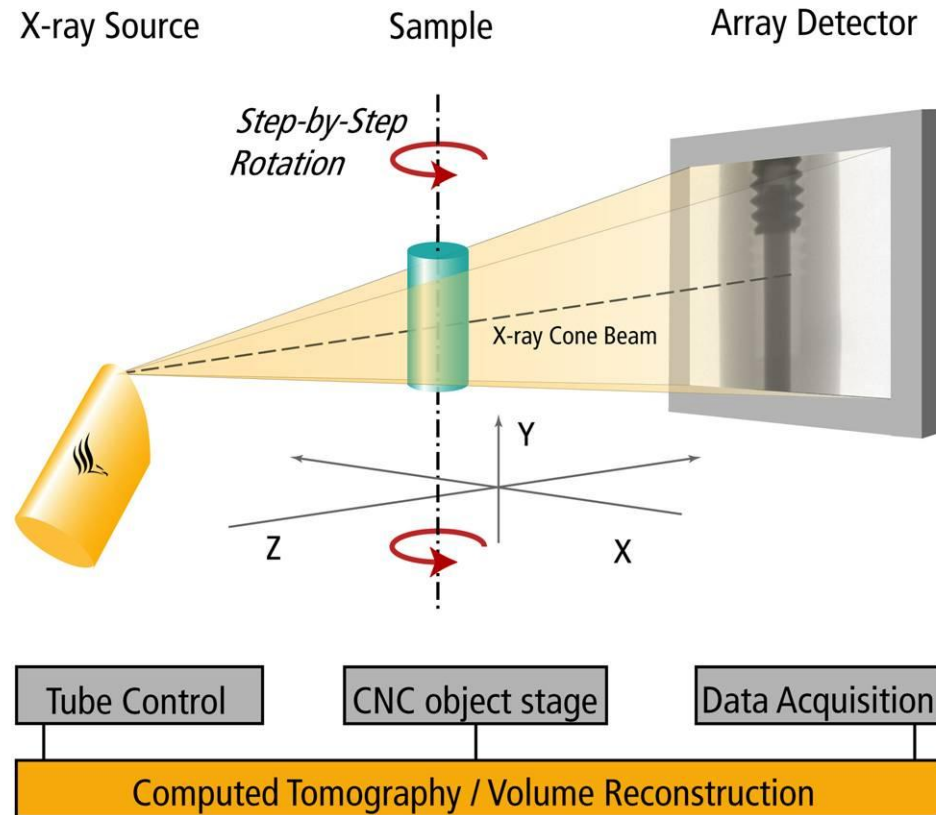 X-ray Source
Sample
Array Detector
Step-by-Step
Rotation
X-ray Cone Beam
Y
Z
X
Tube Control
CNC object stage
Data Acquisition
Computed Tomography / Volume Reconstruction